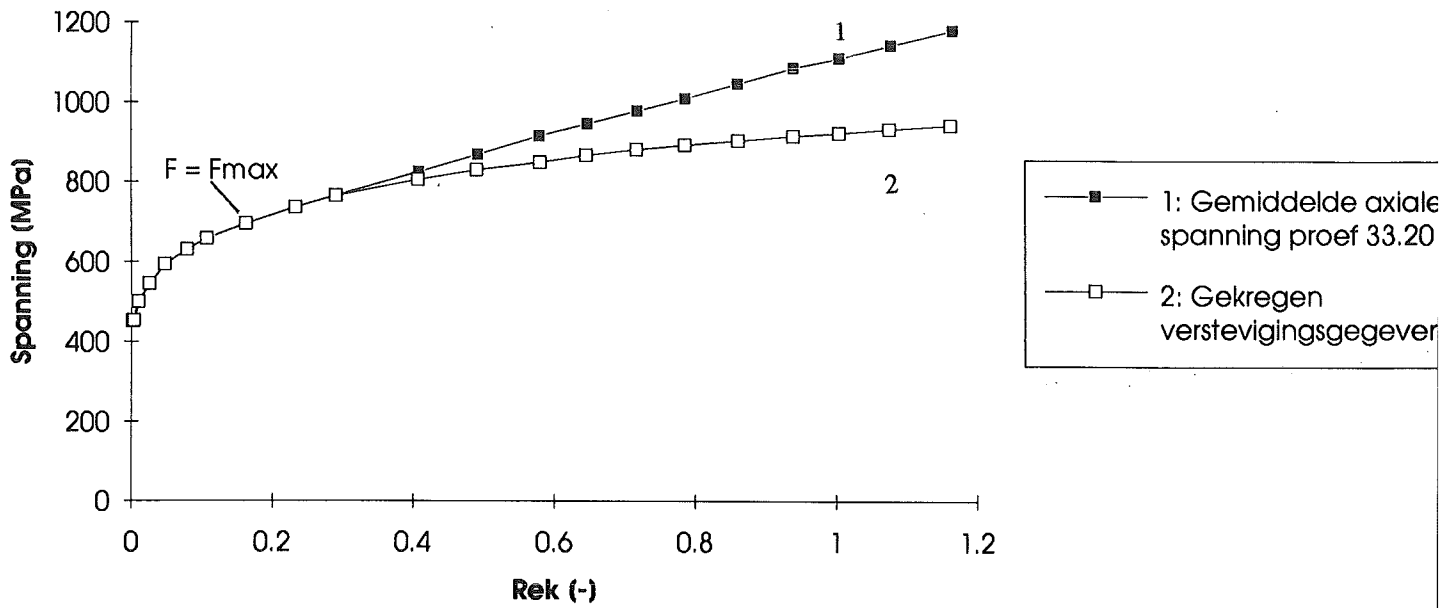 1200
1000
800
600
400
200
0
Spanning (MPa)
F = Fmax
1
2
0
0.2
0.4
0.6
0.8
1
1.2
Rek (-)
1: Gemiddelde axiale
spanning proef 33.20
2: Gekregen
verstevigingsgegever